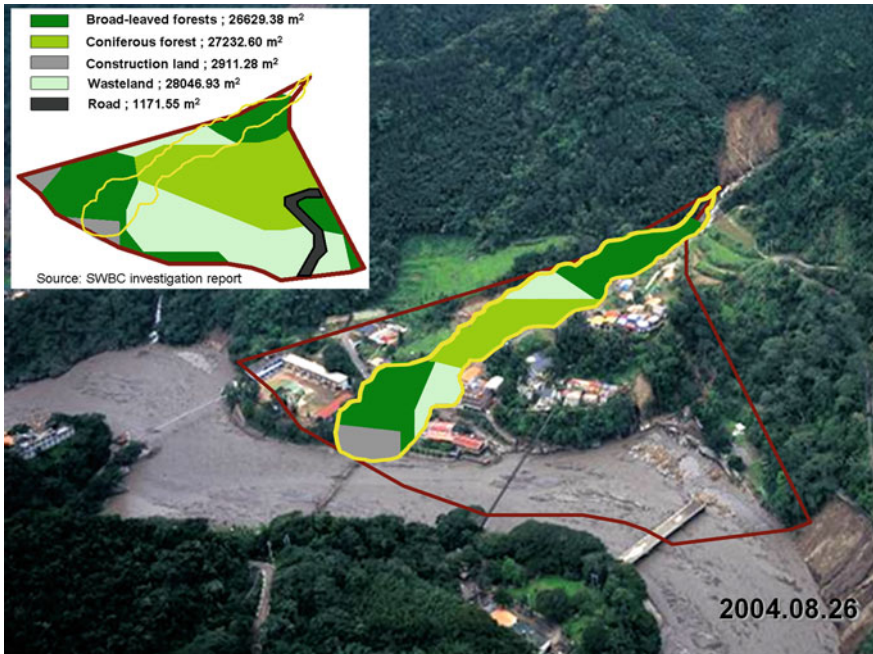 Broad-leaved forests ; 26629.38 m²
Coniferous forest ; 27232.60 m²
Construction land ; 2911.28 m²
Wasteland ; 28046.93 m²
Road ; 1171.55 m²
Source: SWBC investigation report
2004.08.26